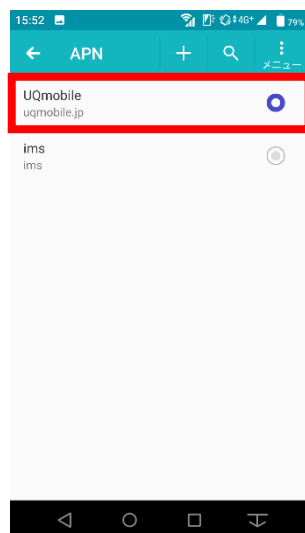 15:52 4G+ 79%
APN
メニュー
UQmobile
uqmobile.jp
ims
ims